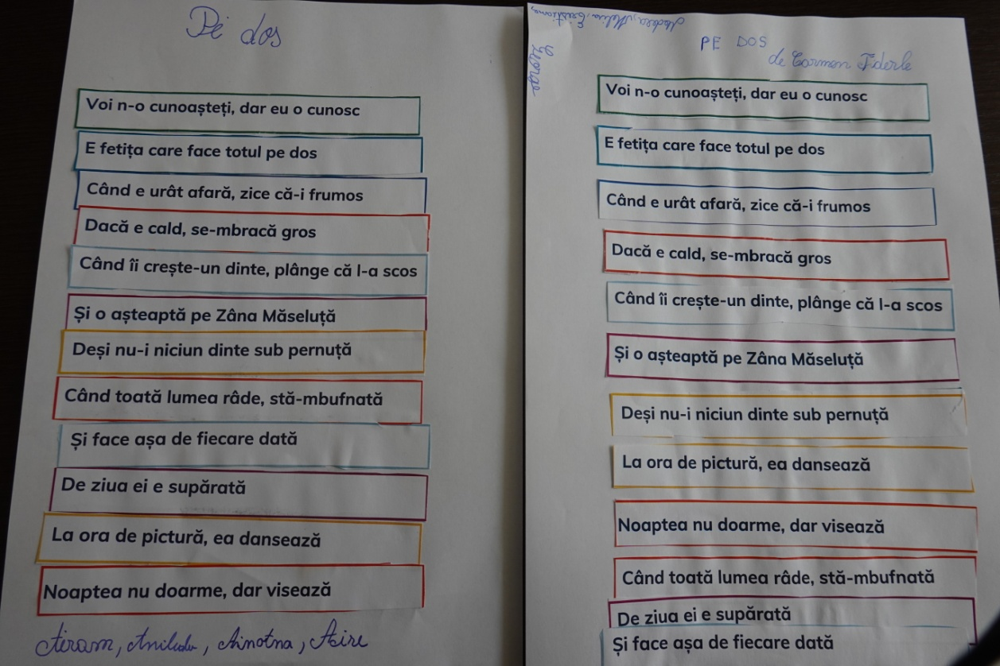 Pe dos
Voi n-o cunoașteți, dar eu o cunosc
E fetița care face totul pe dos
Când e urât afară, zice că-i frumos
Dacă e cald, se-mbracă gros
Când îi crește-un dinte, plânge că l-a scos
Și o așteaptă pe Zâna Măseluță
Deși nu-i niciun dinte sub pernuță
Când toată lumea râde, stă-mbufnată
Și face așa de fiecare dată
De ziua ei e supărată
La ora de pictură, ea dansează
Noaptea nu doarme, dar visează
Airam, Ainotna,
George
PE DOS
de Carmen Tiderle
Voi n-o cunoașteți, dar eu o cunosc
E fetița care face totul pe dos
Când e urât afară, zice că-i frumos
Dacă e cald, se-mbracă gros
Când îi crește-un dinte, plânge că l-a scos
Și o așteaptă pe Zâna Măseluță
Deși nu-i niciun dinte sub pernuță
La ora de pictură, ea dansează
Noaptea nu doarme, dar visează
Când toată lumea râde, stă-mbufnată
De ziua ei e supărată
Și face așa de fiecare dată